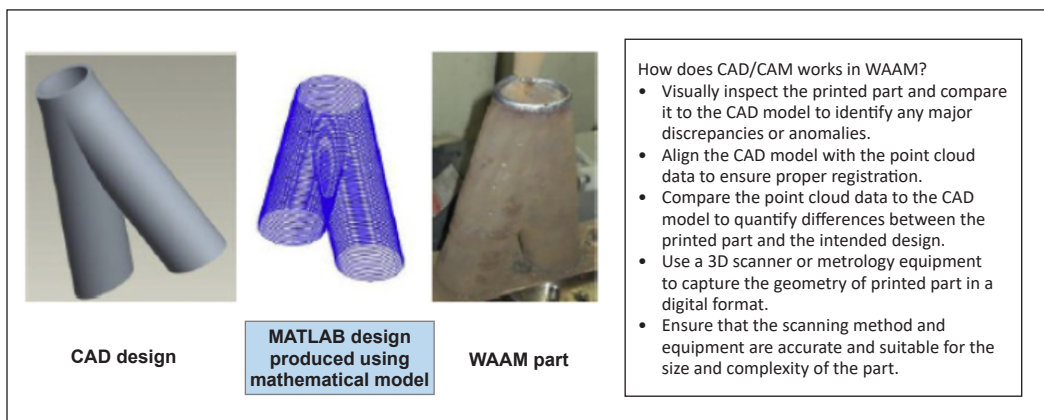 CAD design
MATLAB design
produced using
mathematical model
WAAM part
How does CAD/CAM works in WAAM?
• Visually inspect the printed part and compare
it to the CAD model to identify any major
discrepancies or anomalies.
• Align the CAD model with the point cloud
data to ensure proper registration.
• Compare the point cloud data to the CAD
model to quantify differences between the
printed part and the intended design.
• Use a 3D scanner or metrology equipment
to capture the geometry of printed part in a
digital format.
• Ensure that the scanning method and
equipment are accurate and suitable for the
size and complexity of the part.